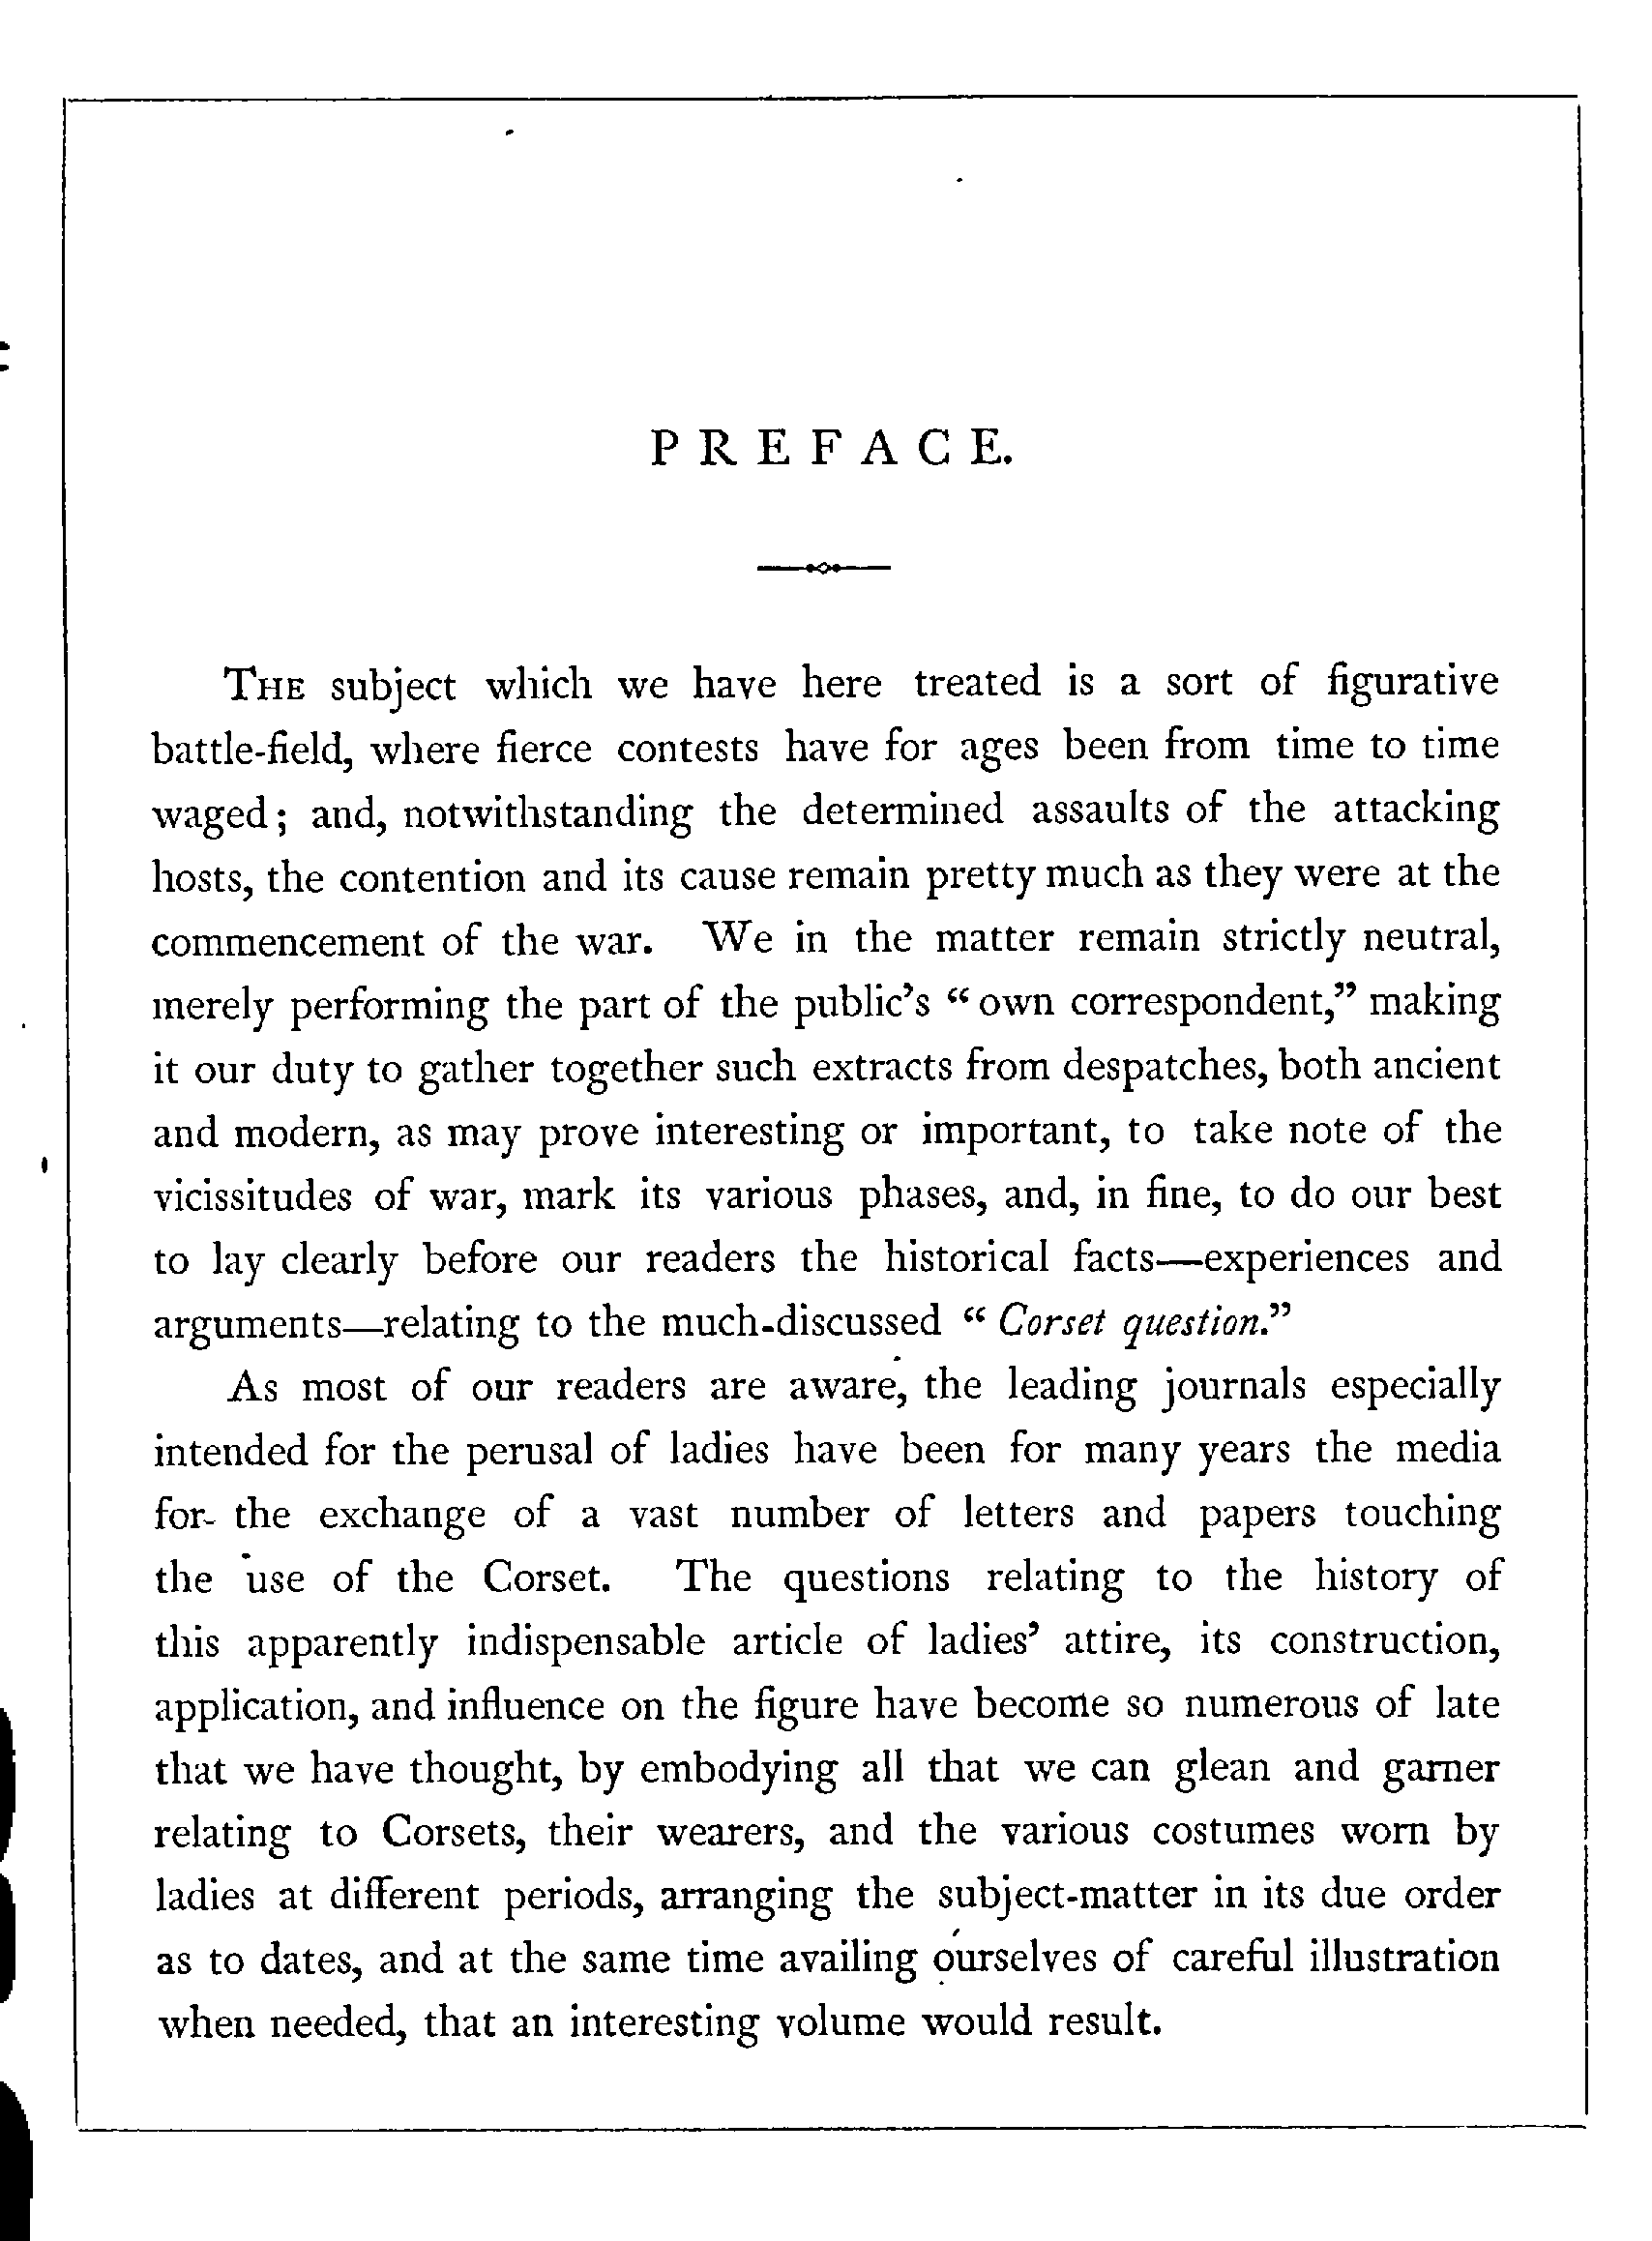 PREFACE.
THE subject which we have here treated is a sort of figurative
battle-field, where fierce contests have for ages been from time to time
waged; and, notwithstanding the determined assaults of the attacking
hosts, the contention and its cause remain pretty much as they were at the
commencement of the war. We in the matter remain strictly neutral,
merely performing the part of the public's "own correspondent," making
it our duty to gather together such extracts from despatches, both ancient
and modern, as may prove interesting or important, to take note of the
vicissitudes of war, mark its various phases, and, in fine, to do our best
to lay clearly before our readers the historical facts—experiences and
arguments—relating to the much-discussed "Corset question."
As most of our readers are aware, the leading journals especially
intended for the perusal of ladies have been for many years the media
for the exchange of a vast number of letters and papers touching
the use of the Corset. The questions relating to the history of
this apparently indispensable article of ladies' attire, its construction,
application, and influence on the figure have become so numerous of late
that we have thought, by embodying all that we can glean and garner
relating to Corsets, their wearers, and the various costumes worn by
ladies at different periods, arranging the subject-matter in its due order
as to dates, and at the same time availing ourselves of careful illustration
when needed, that an interesting volume would result.